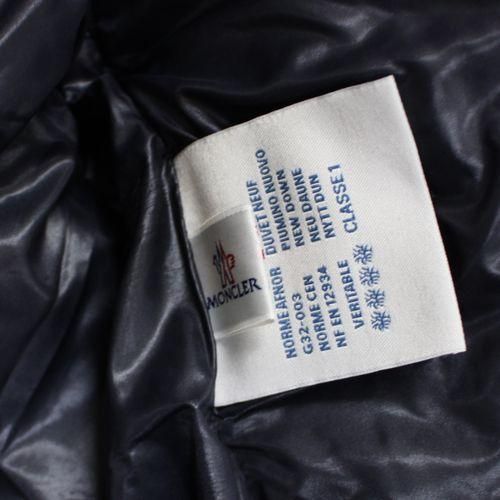 MONCLER
DUVET NEUF
PIUMINO NUOVO
NEW DOWN
NEU DAUNE
NYTT DUN
CLASSE 1
NORME AFNOR
G32-003
NORME CEN
NF EN 12934
VERITABLE